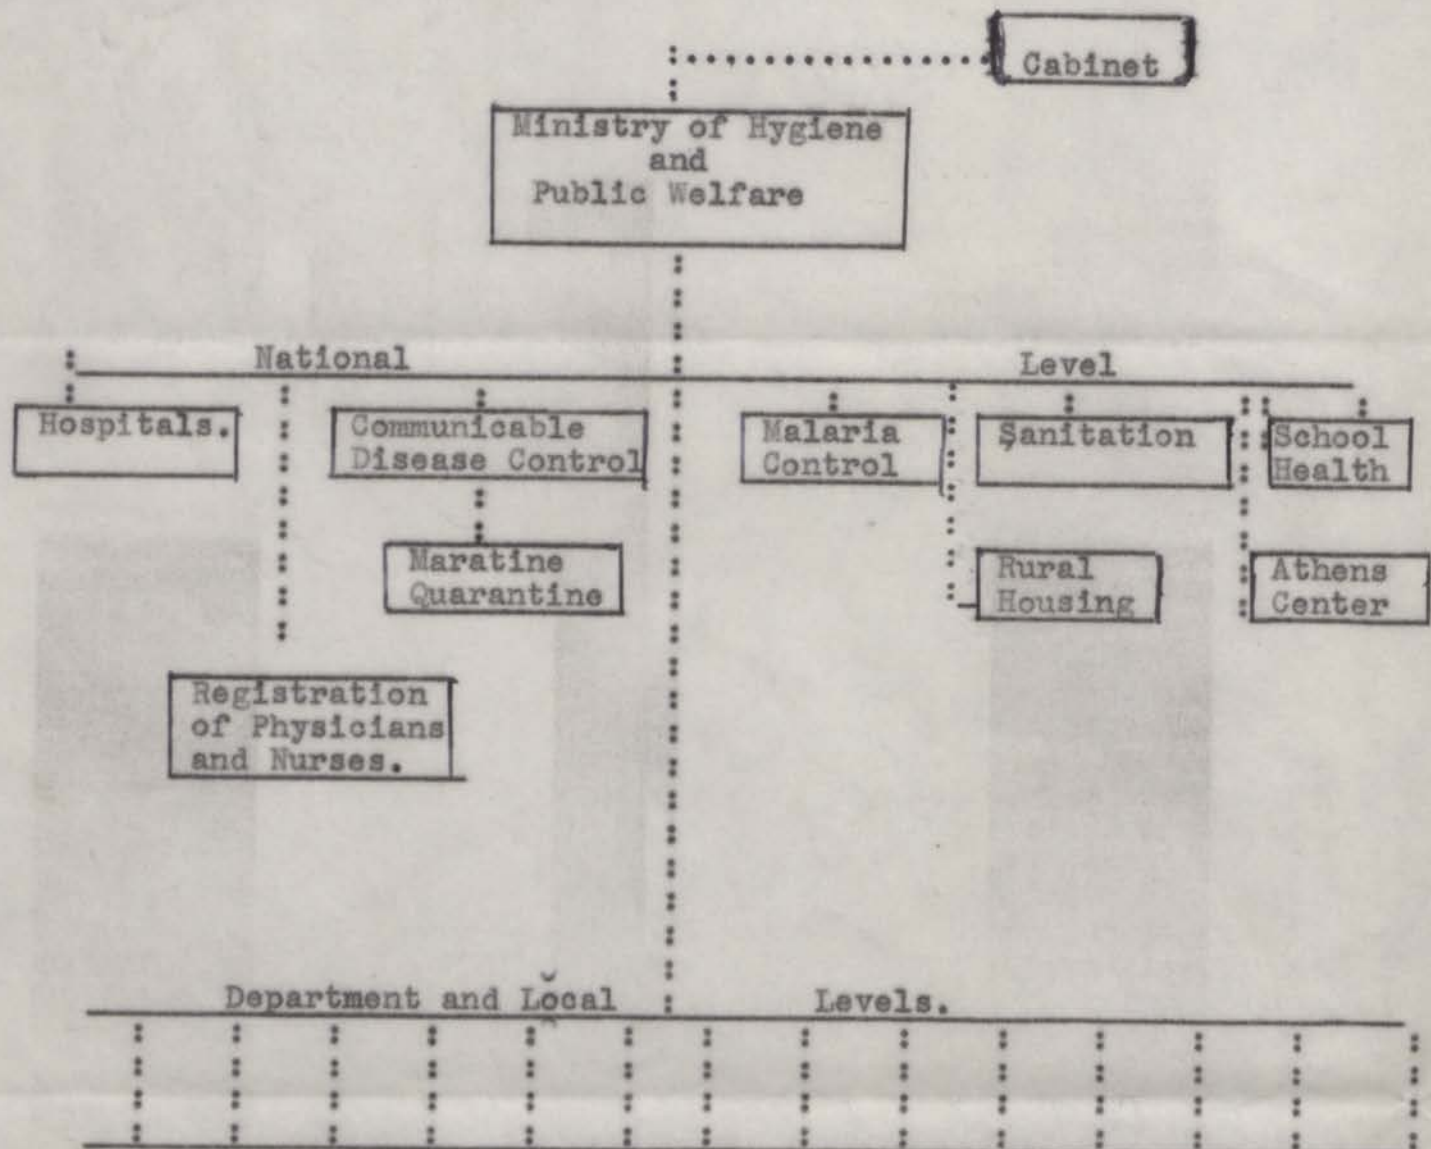 Cabinet
Ministry of Hygiene
and
Public Welfare
National Level
Hospitals.
Communicable
Disease Control
Malaria
Control
Sanitation
School
Health
Maratine
Quarantine
Rural
Housing
Athens
Center
Registration
of Physicians
and Nurses.
Department and Local Levels.